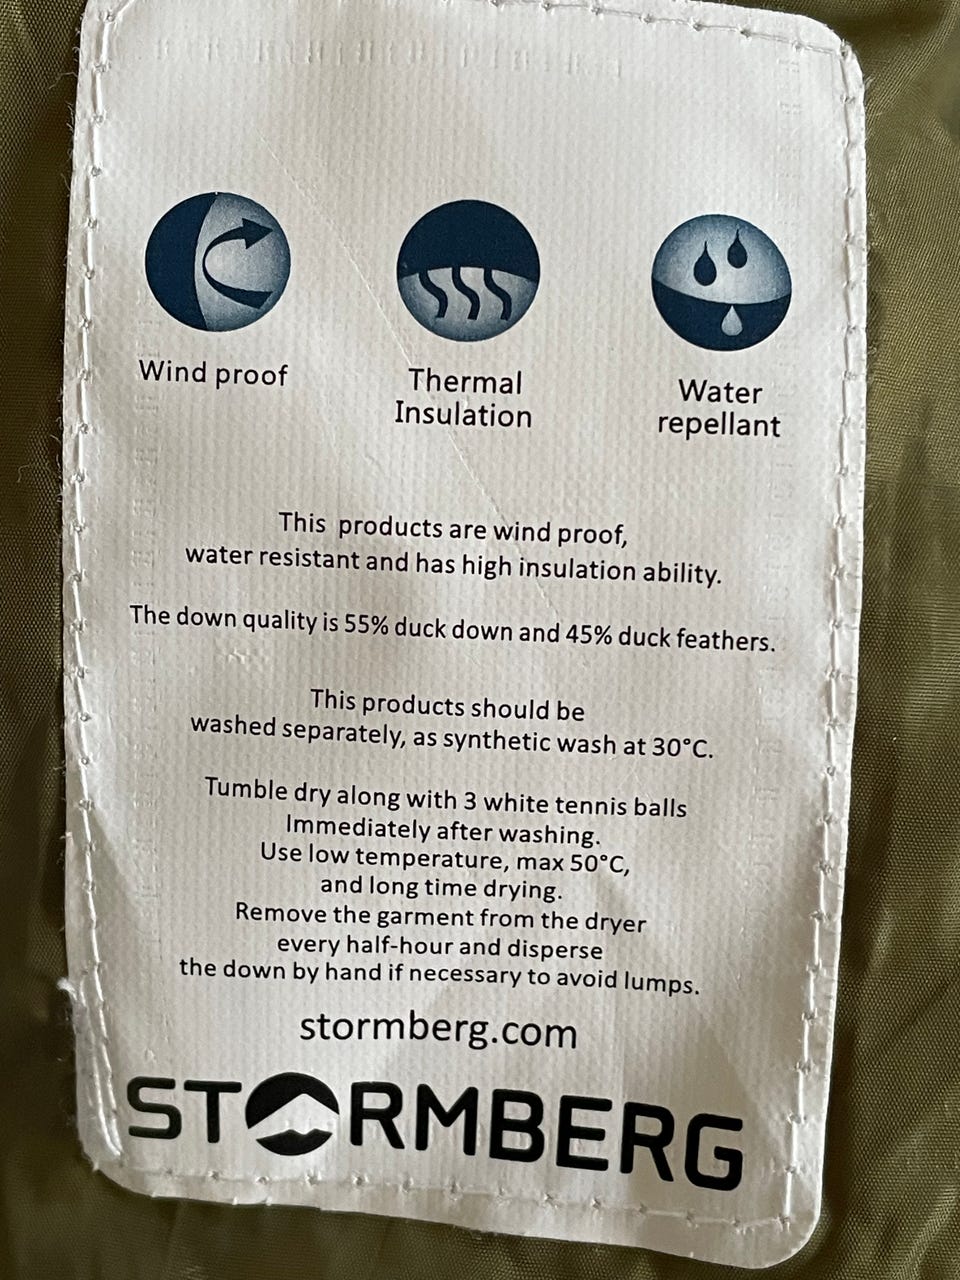 Wind proof
Thermal
Insulation
Water
repellant
This products are wind proof,
water resistant and has high insulation ability.
The down quality is 55% duck down and 45% duck feathers.
This products should be
washed separately, as synthetic wash at 30°C.
Tumble dry along with 3 white tennis balls
Immediately after washing.
Use low temperature, max 50°C,
and long time drying.
Remove the garment from the dryer
every half-hour and disperse
the down by hand if necessary to avoid lumps.
stormberg.com
STORMBERG